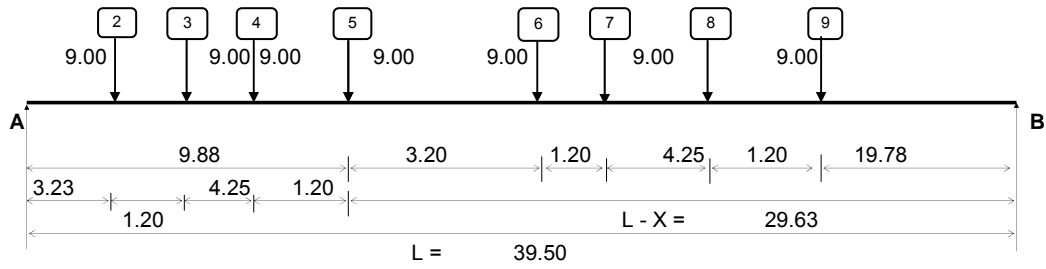 2 3 4 5 6 7 8 9
9.00 9.00 9.00 9.00 9.00 9.00 9.00
A B
9.88 3.20 1.20 4.25 1.20 19.78
3.23 4.25 1.20
1.20 L - X = 29.63
L = 39.50